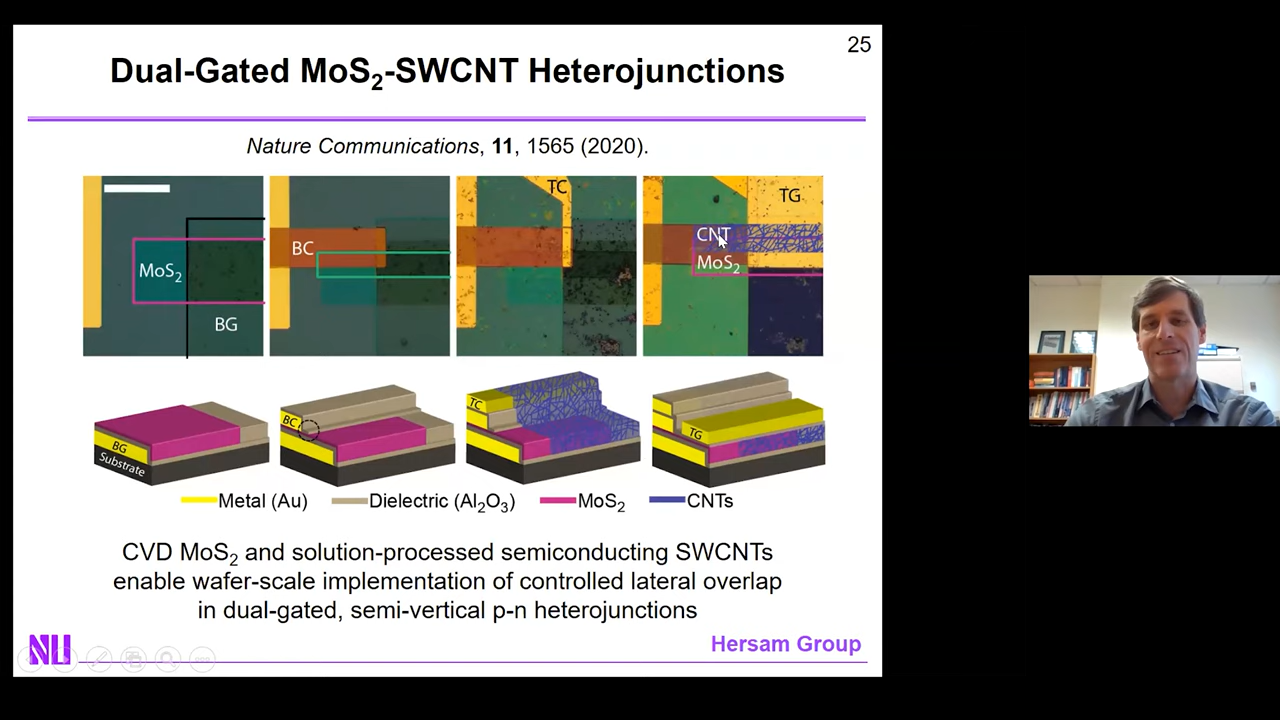 25
Dual-Gated MoS₂-SWCNT Heterojunctions
Nature Communications, 11, 1565 (2020).
MoS₂
BG
BC
TC
TG
CNT
MoS₂
BG
Substrate
BC
TC
TG
Metal (Au)
Dielectric (Al₂O₃)
MoS₂
CNTs
CVD MoS₂ and solution-processed semiconducting SWCNTs
enable wafer-scale implementation of controlled lateral overlap
in dual-gated, semi-vertical p-n heterojunctions
NU
Hersam Group